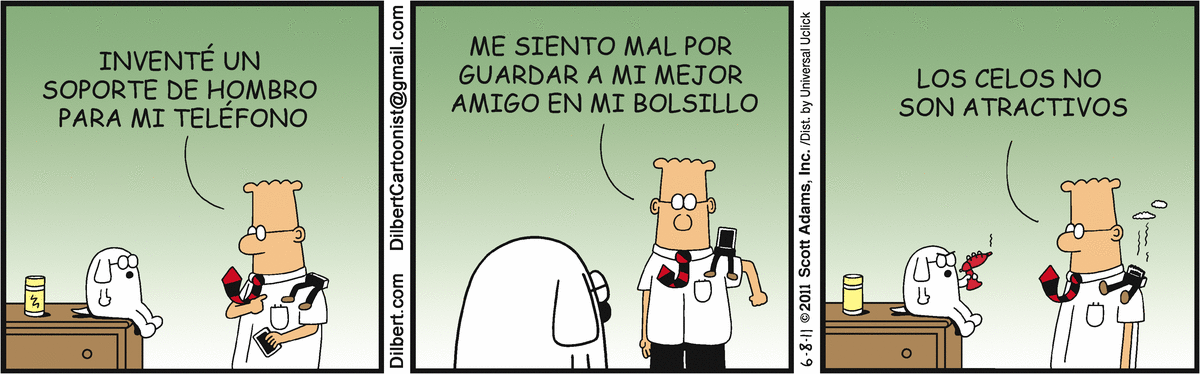 INVENTÉ UN
SOPORTE DE HOMBRO
PARA MI TELÉFONO
Dilbert.com DilbertCartoonist@gmail.com
ME SIENTO MAL POR
GUARDAR A MI MEJOR
AMIGO EN MI BOLSILLO
6-8-11 ©2011 Scott Adams, Inc. /Dist. by Universal Uclick
LOS CELOS NO
SON ATRACTIVOS